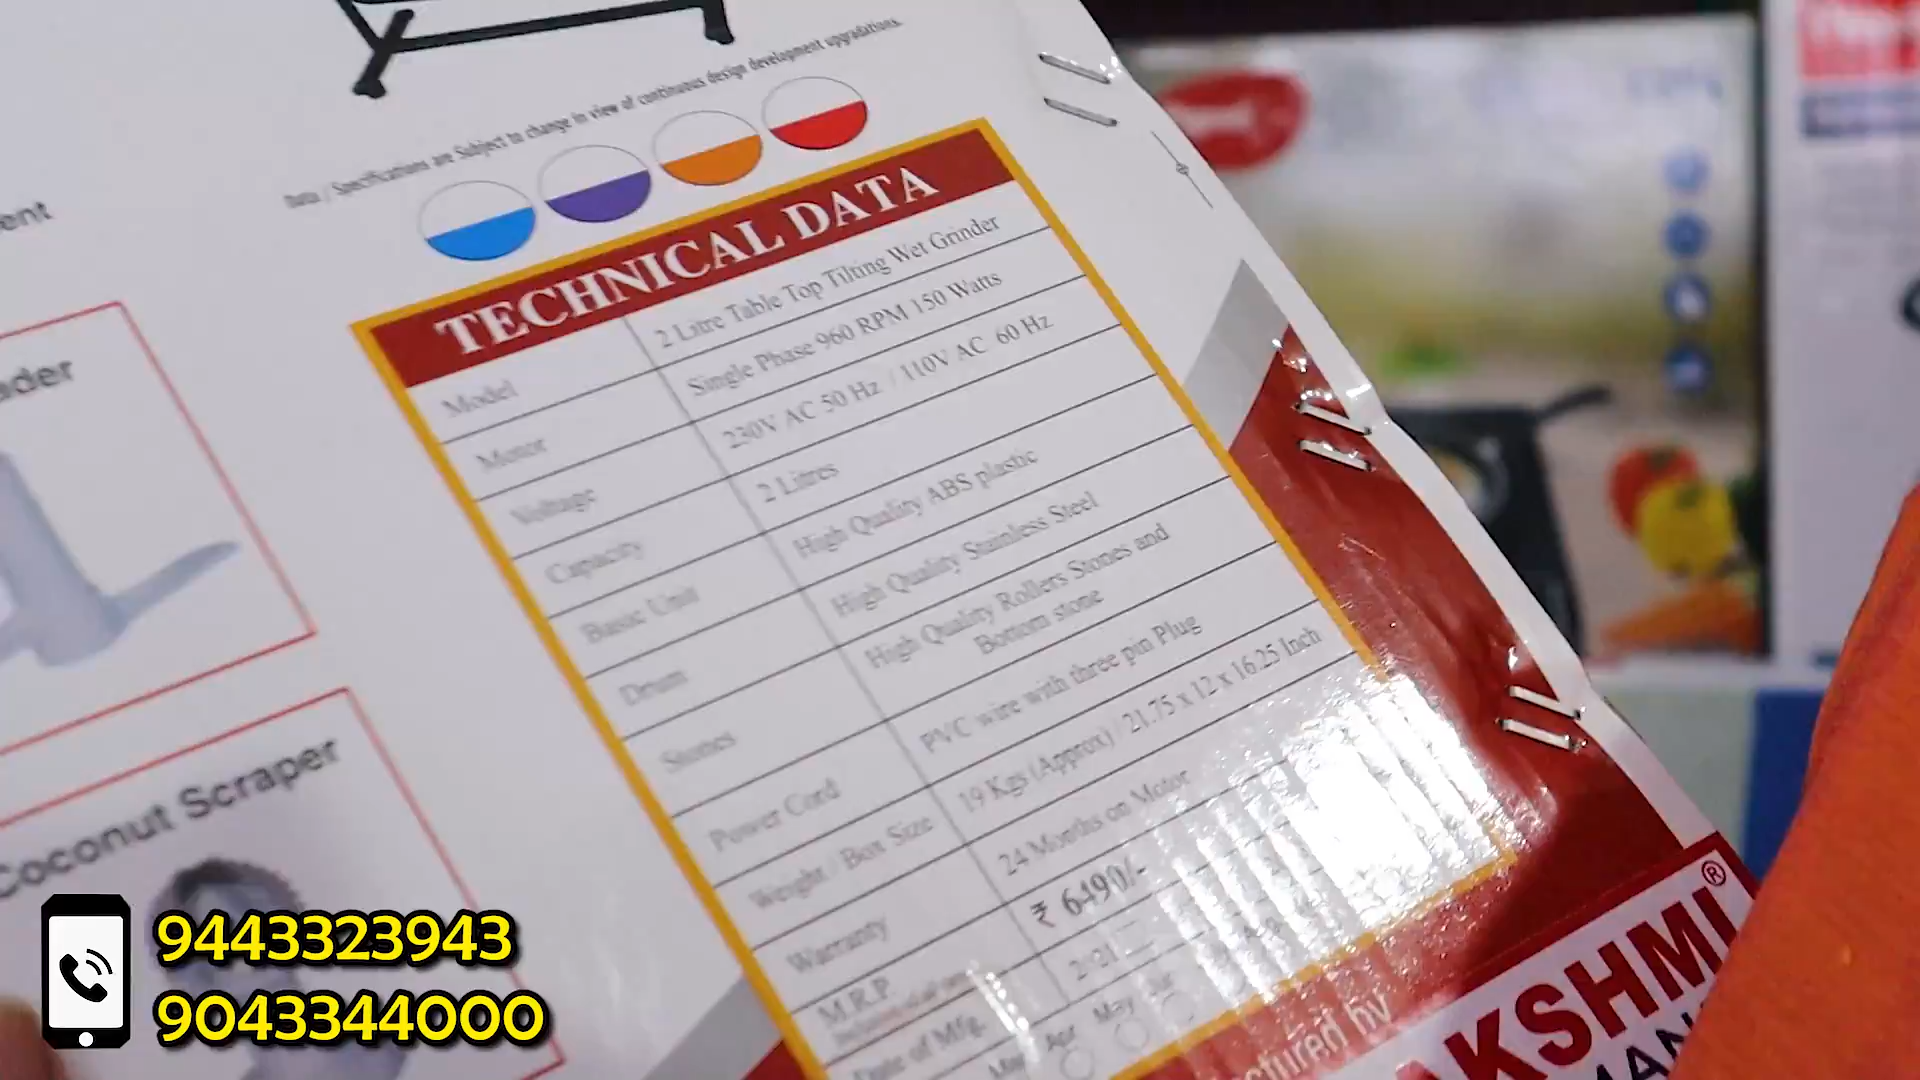 Data / Specifications are Subject to change in view of continuous design development upgradations.
TECHNICAL DATA
Model 2 Litre Table Top Tilting Wet Grinder
Motor Single Phase 960 RPM 150 Watts
Voltage 230V AC 50 Hz / 110V AC 60 Hz
Capacity 2 Litres
Basic Unit High Quality ABS plastic
Drum High Quality Stainless Steel
Stones High Quality Rollers Stones and
Bottom stone
Power Cord PVC wire with three pin Plug
Weight / Box Size 19 Kgs (Approx) / 21.75 x 12 x 16.25 Inch
Warranty 24 Months on Motor
M.R.P ₹ 6490/-
Date of Mfg.
Apr May
ent
ader
Coconut Scraper
ctured by
AKSHMI®
MAN
9443323943
9043344000